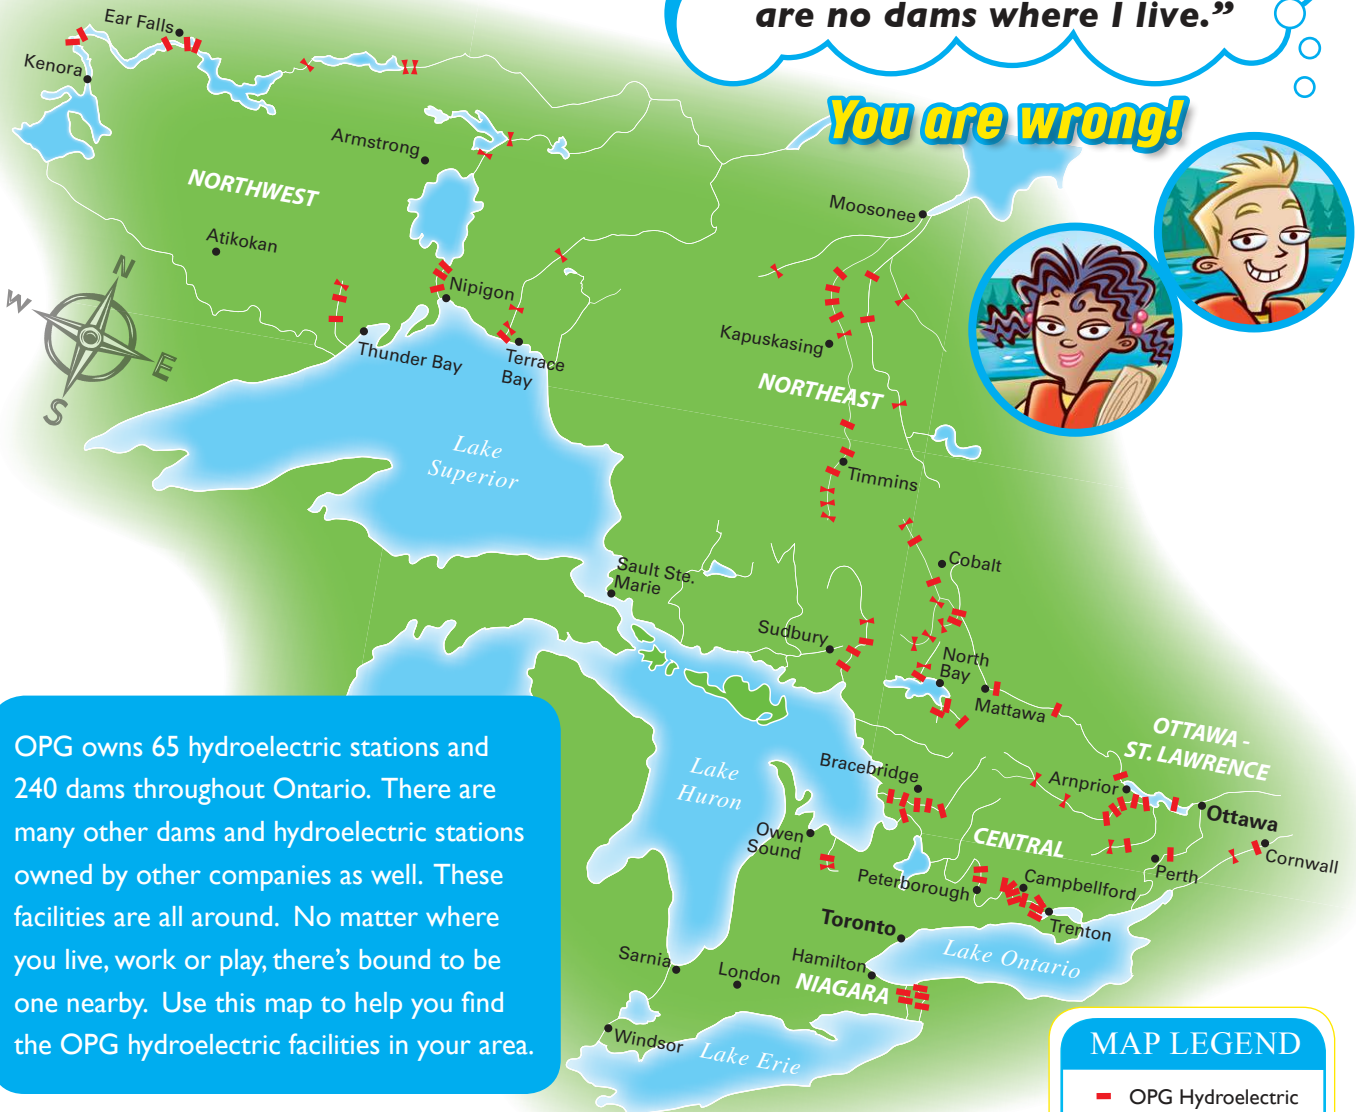 are no dams where I live.”
You are wrong!
Ear Falls
Kenora
Armstrong
NORTHWEST
Atikokan
Moosonee
N
W
E
S
Nipigon
Thunder Bay
Terrace
Bay
Kapuskasing
NORTHEAST
Lake
Superior
Timmins
Cobalt
Sault Ste.
Marie
Sudbury
North
Bay
Mattawa
OTTAWA -
ST. LAWRENCE
Lake
Huron
Bracebridge
Arnprior
Ottawa
Owen
Sound
CENTRAL
Cornwall
Perth
Peterborough
Campbellford
Trenton
Toronto
Lake Ontario
Hamilton
Sarnia
London
NIAGARA
Windsor
Lake Erie
OPG owns 65 hydroelectric stations and
240 dams throughout Ontario. There are
many other dams and hydroelectric stations
owned by other companies as well. These
facilities are all around. No matter where
you live, work or play, there’s bound to be
one nearby. Use this map to help you find
the OPG hydroelectric facilities in your area.
MAP LEGEND
OPG Hydroelectric